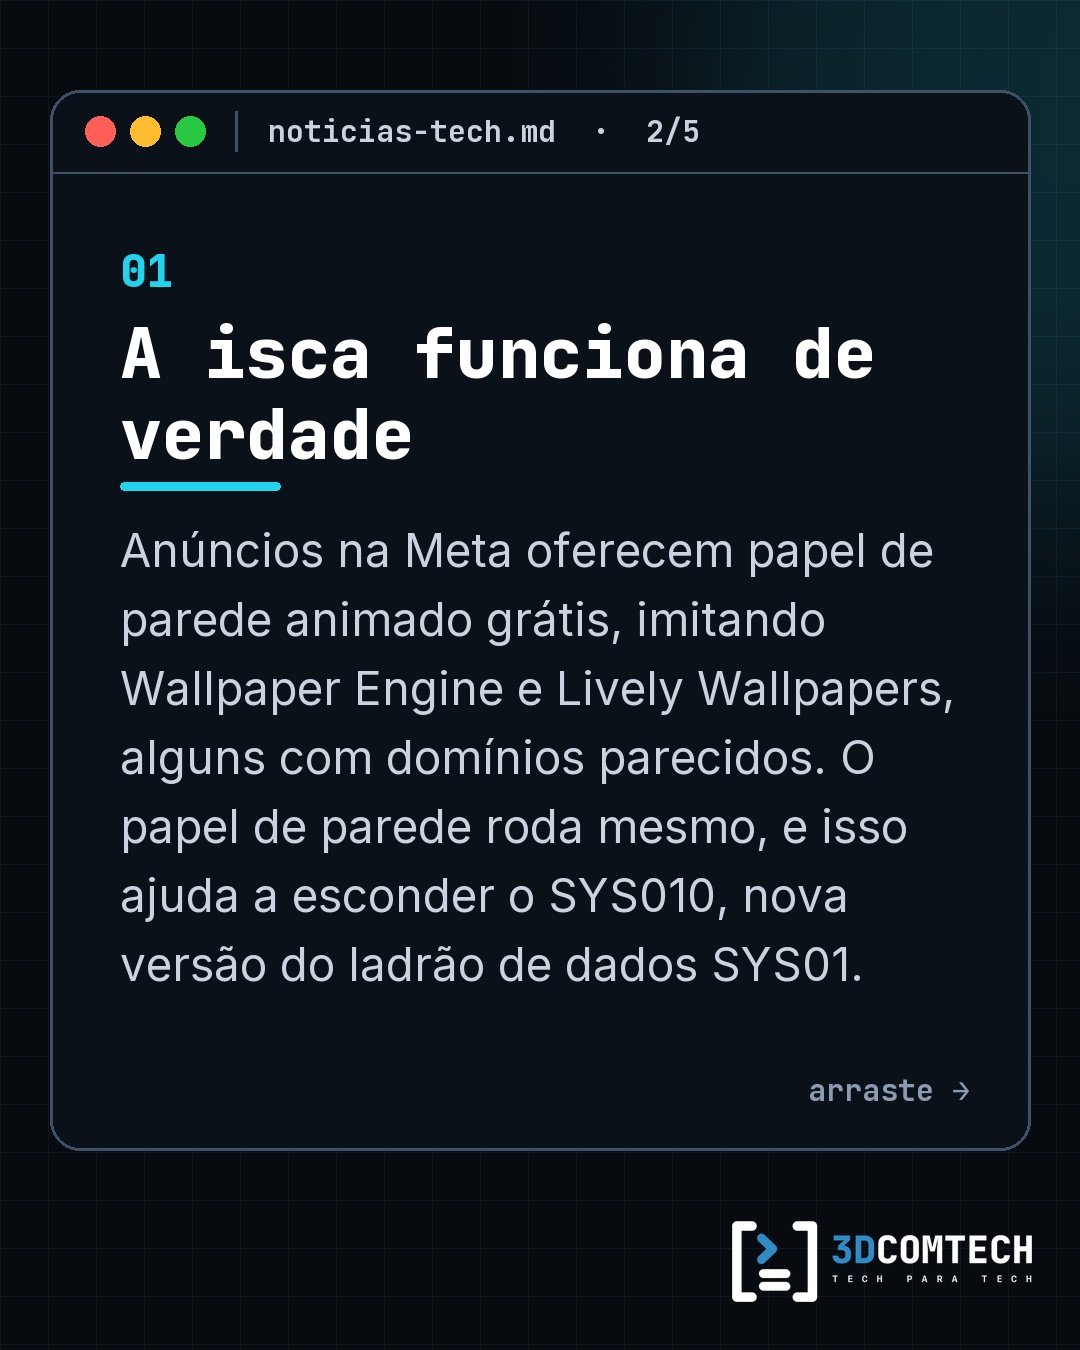 noticias-tech.md · 2/5
01
A isca funciona de
verdade
Anúncios na Meta oferecem papel de
parede animado grátis, imitando
Wallpaper Engine e Lively Wallpapers,
alguns com domínios parecidos. O
papel de parede roda mesmo, e isso
ajuda a esconder o SYS010, nova
versão do ladrão de dados SYS01.
arraste →
3DCOMTECH
TECH PARA TECH